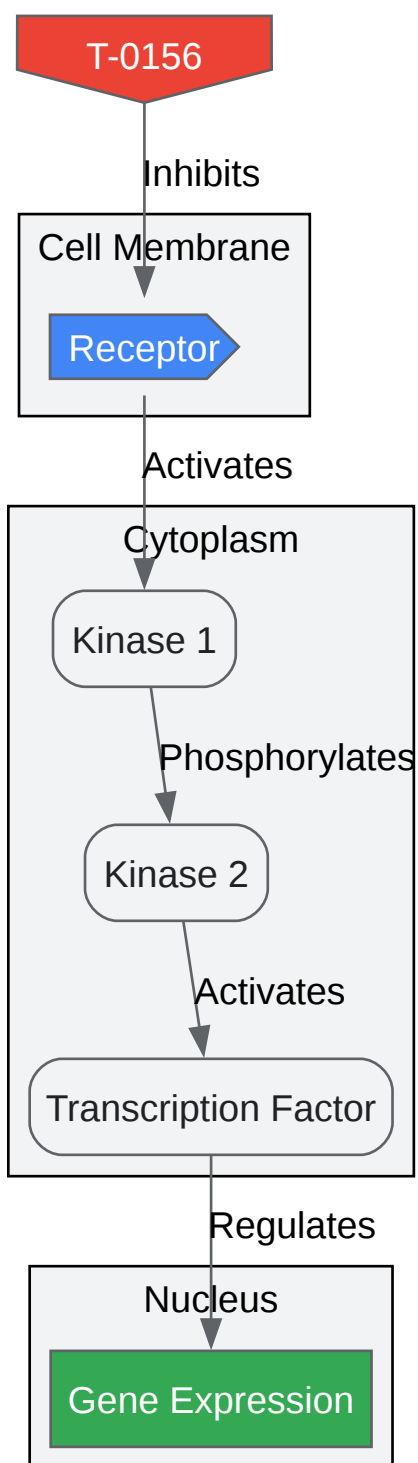 T-0156
Inhibits
Cell Membrane
Receptor
Activates
Cytoplasm
Kinase 1
Phosphorylates
Kinase 2
Activates
Transcription Factor
Regulates
Nucleus
Gene Expression